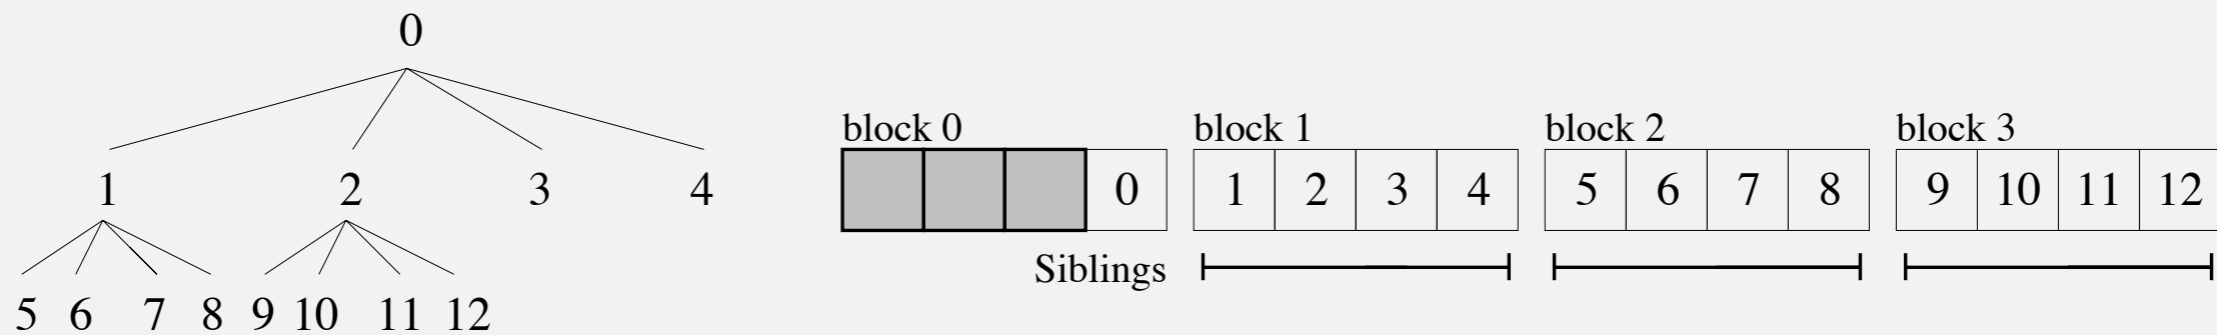 0
1 2 3 4
5 6 7 8 9 10 11 12
block 0 block 1 block 2 block 3
0 1 2 3 4 5 6 7 8 9 10 11 12
Siblings